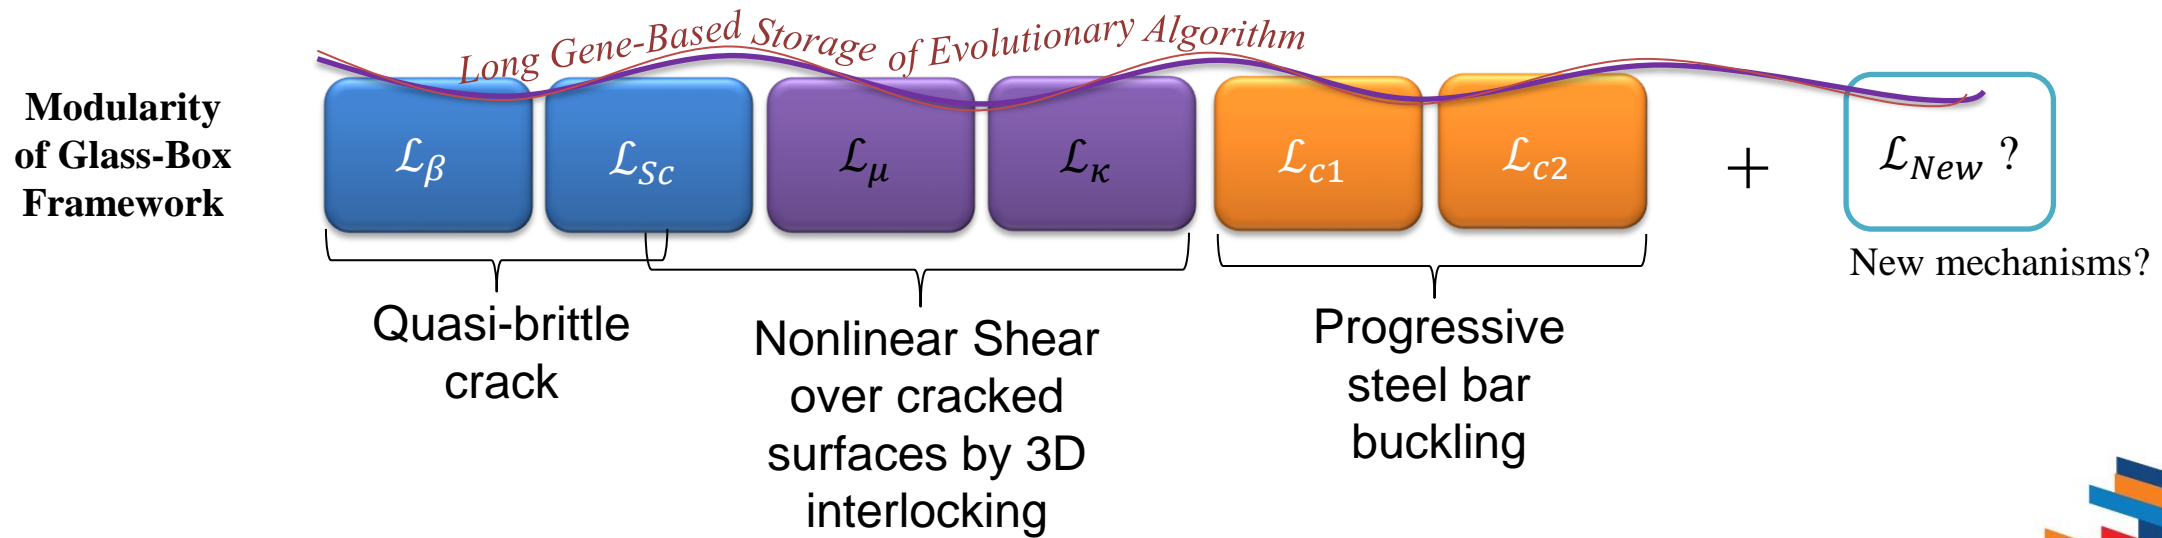 Long Gene-Based Storage of Evolutionary Algorithm
Modularity
of Glass-Box
Framework
ℒβ
ℒSc
ℒμ
ℒκ
ℒc1
ℒc2
+
ℒNew ?
New mechanisms?
Quasi-brittle
crack
Nonlinear Shear
over cracked
surfaces by 3D
interlocking
Progressive
steel bar
buckling